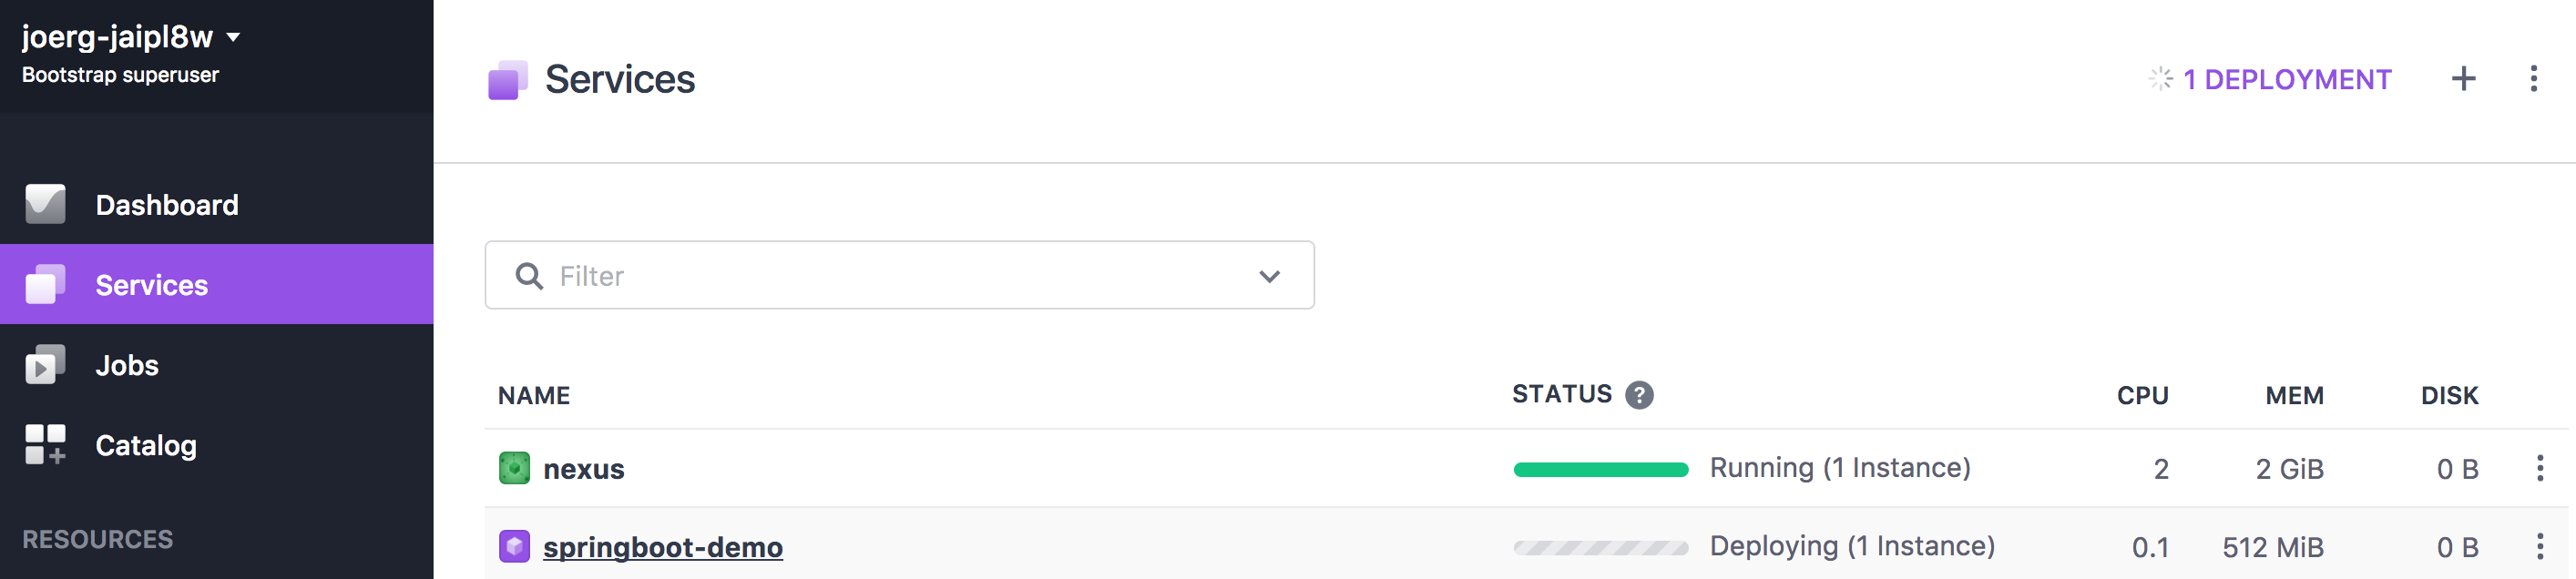 joerg-jaipl8w
Bootstrap superuser
Dashboard
Services
Jobs
Catalog
RESOURCES
Services
1 DEPLOYMENT
Filter
NAME STATUS ? CPU MEM DISK
nexus Running (1 Instance) 2 2 GiB 0 B
springboot-demo Deploying (1 Instance) 0.1 512 MiB 0 B